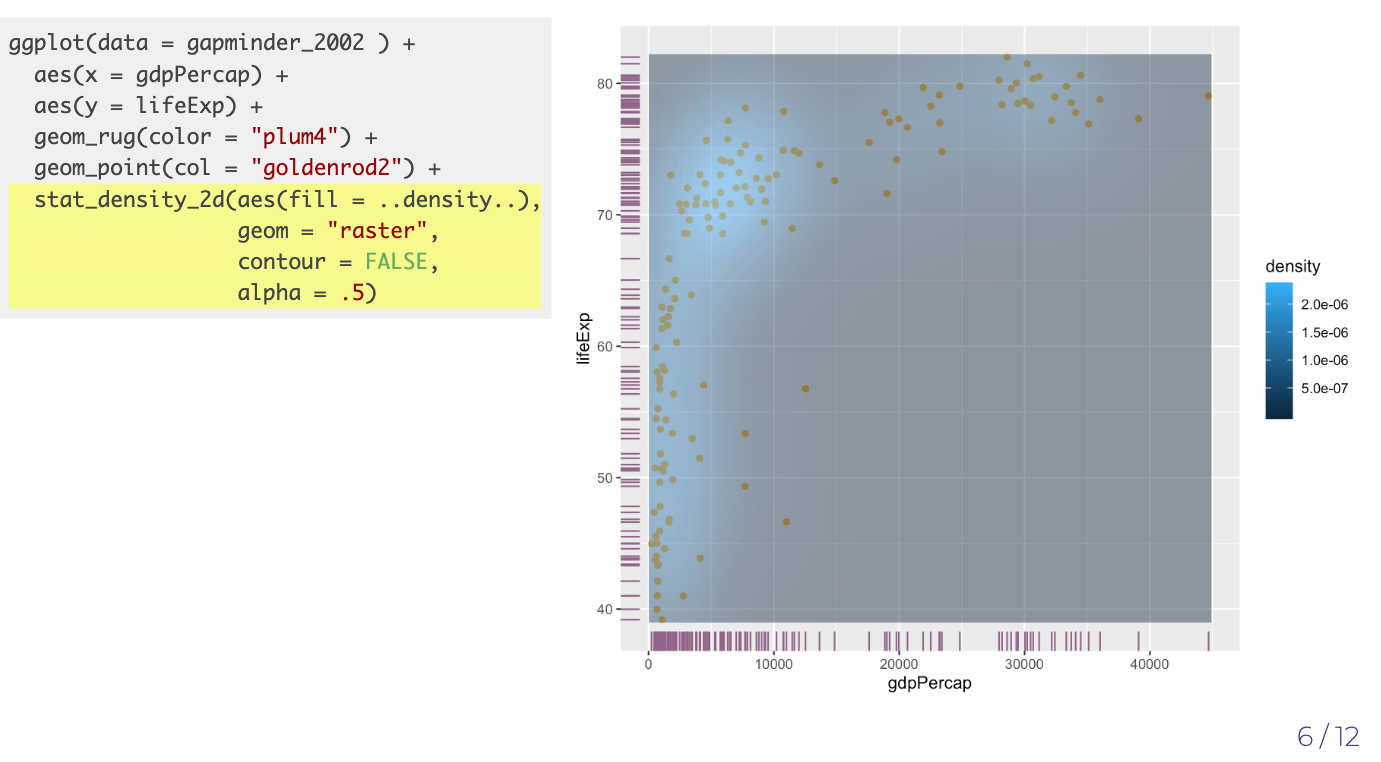 ggplot(data = gapminder_2002 ) +
aes(x = gdpPercap) +
aes(y = lifeExp) +
geom_rug(color = "plum4") +
geom_point(col = "goldenrod2") +
stat_density_2d(aes(fill = ..density..),
geom = "raster",
contour = FALSE,
alpha = .5)
80
70
60
50
40
lifeExp
0 10000 20000 30000 40000
gdpPercap
density
2.0e-06
1.5e-06
1.0e-06
5.0e-07
6 / 12